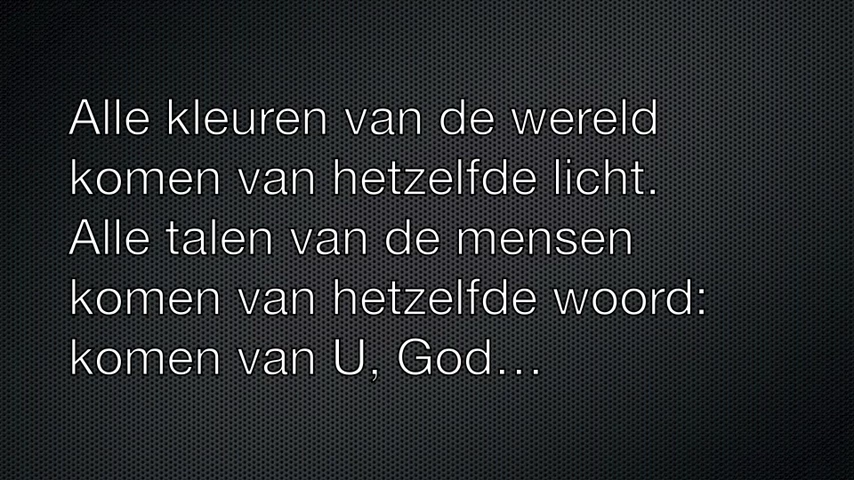 Alle kleuren van de wereld
komen van hetzelfde licht.
Alle talen van de mensen
komen van hetzelfde woord:
komen van U, God...